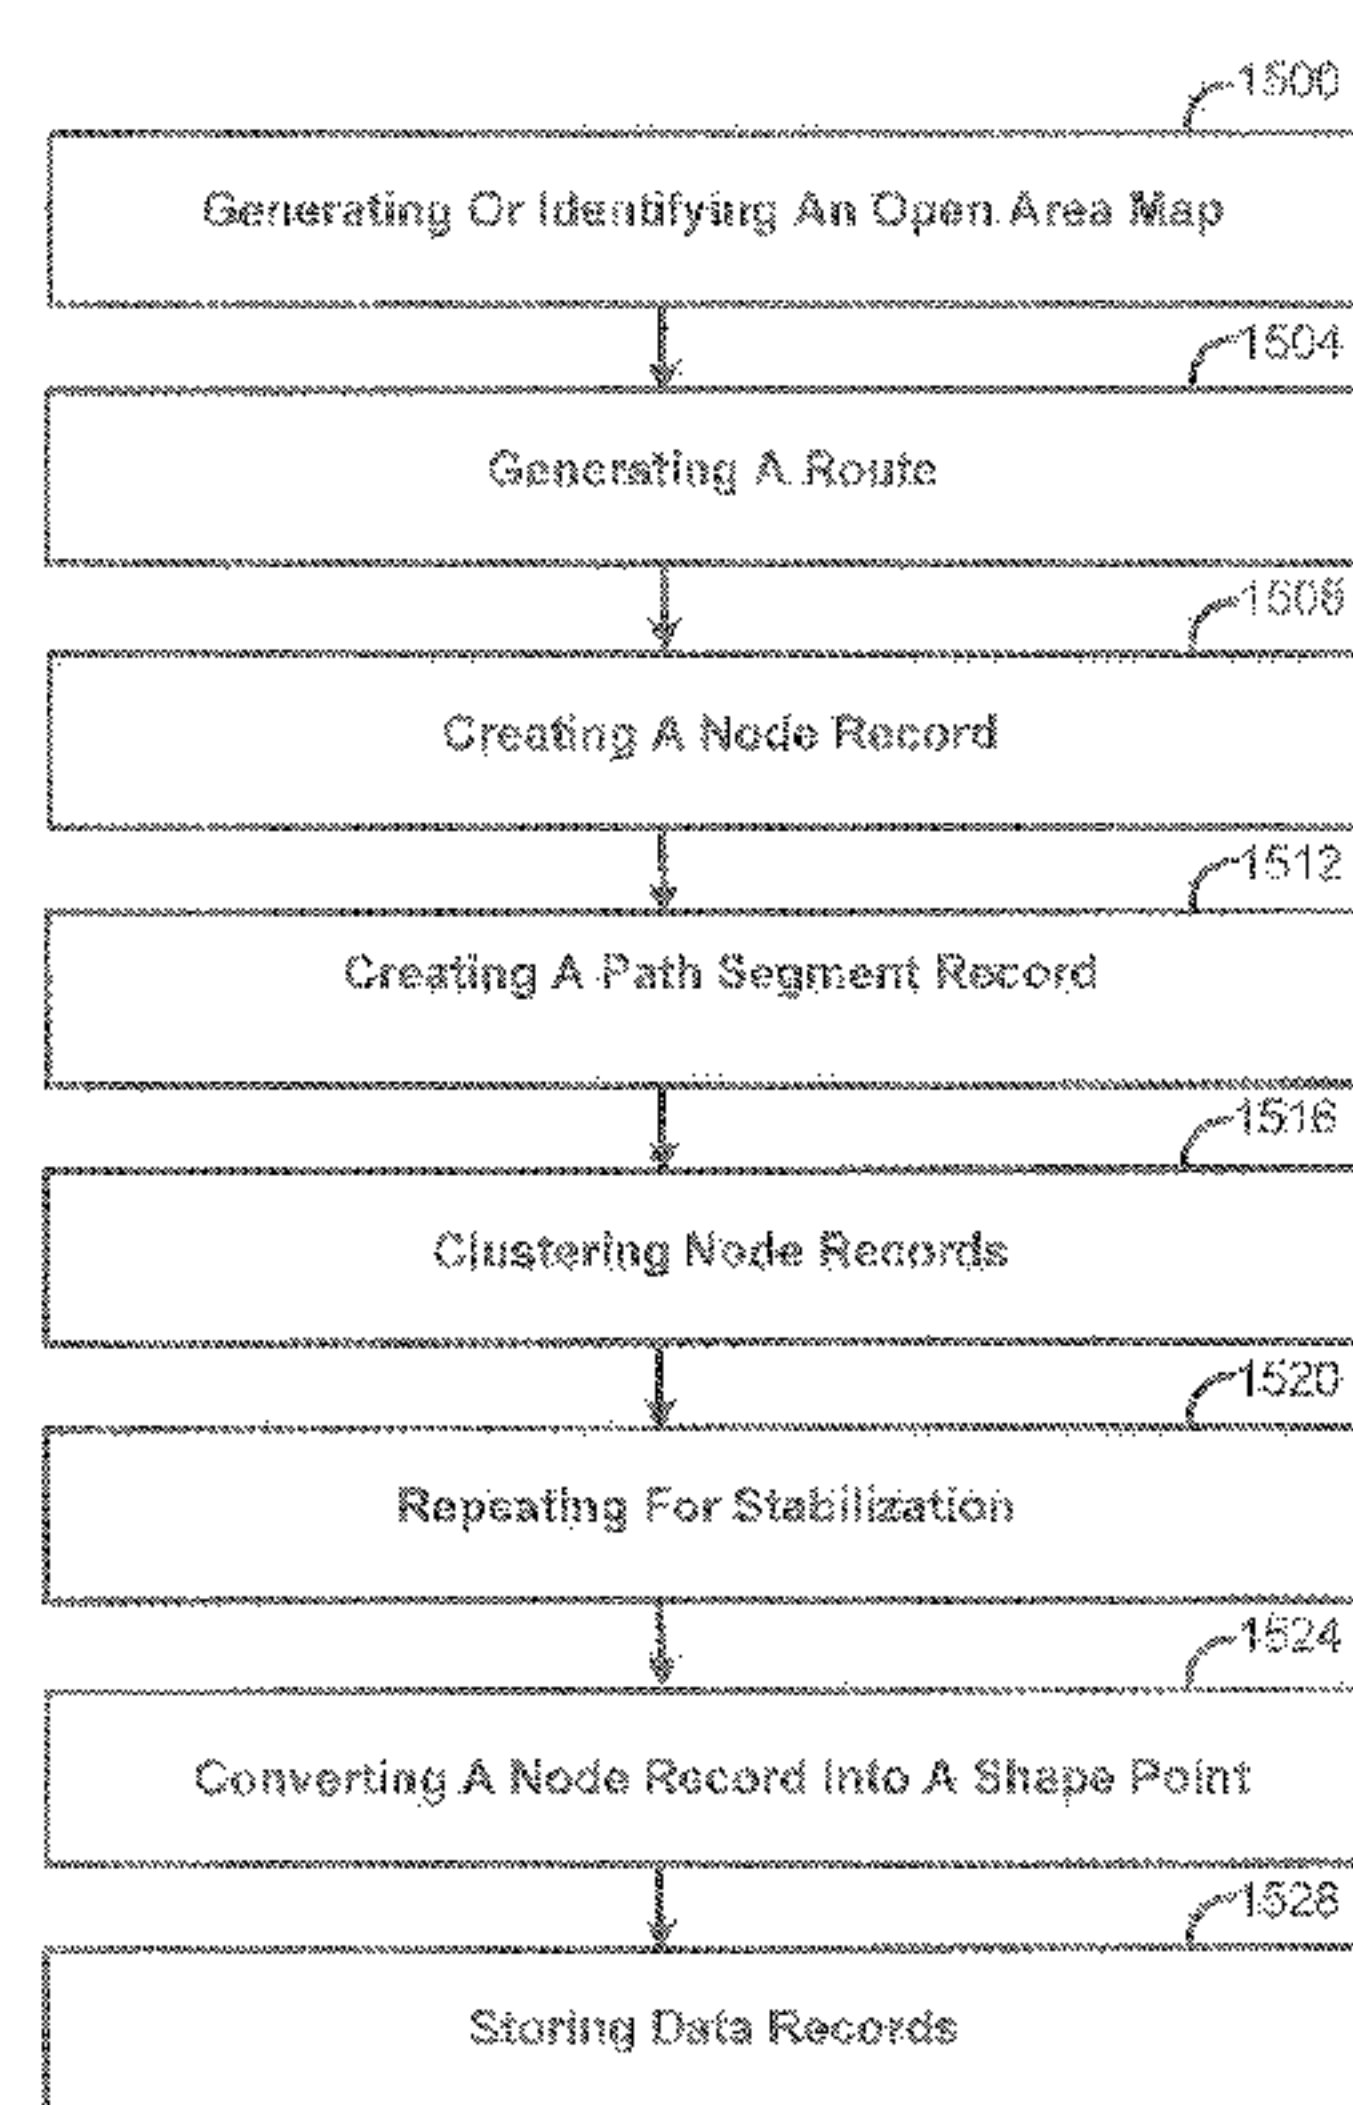 1500
Generating Or Identifying An Open Area Map
1504
Generating A Route
1508
Creating A Node Record
1512
Creating A Path Segment Record
1516
Clustering Node Records
1520
Repeating For Stabilization
1524
Converting A Node Record Into A Shape Point
1528
Storing Data Records